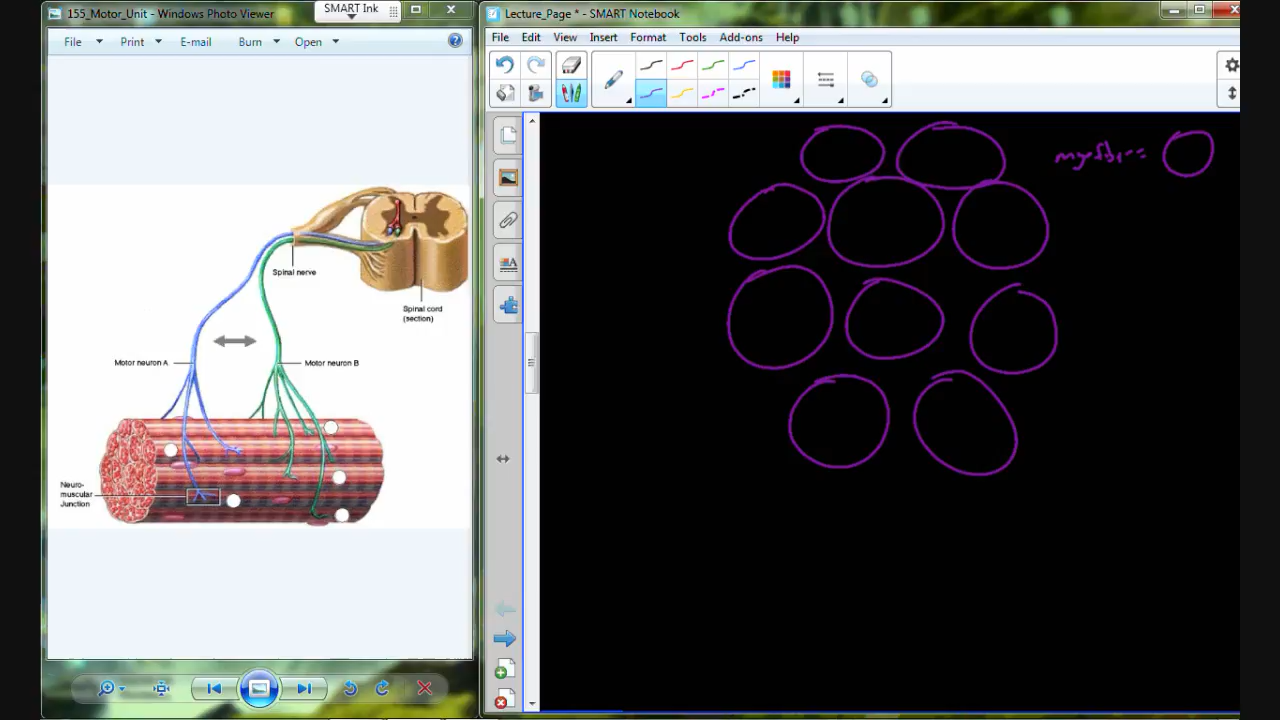 155_Motor_Unit - Windows Photo Viewer
SMART Ink
File Print E-mail Burn Open
Spinal nerve
Spinal cord
(section)
Motor neuron A
Motor neuron B
Neuro-
muscular
Junction
Lecture_Page * - SMART Notebook
File Edit View Insert Format Tools Add-ons Help